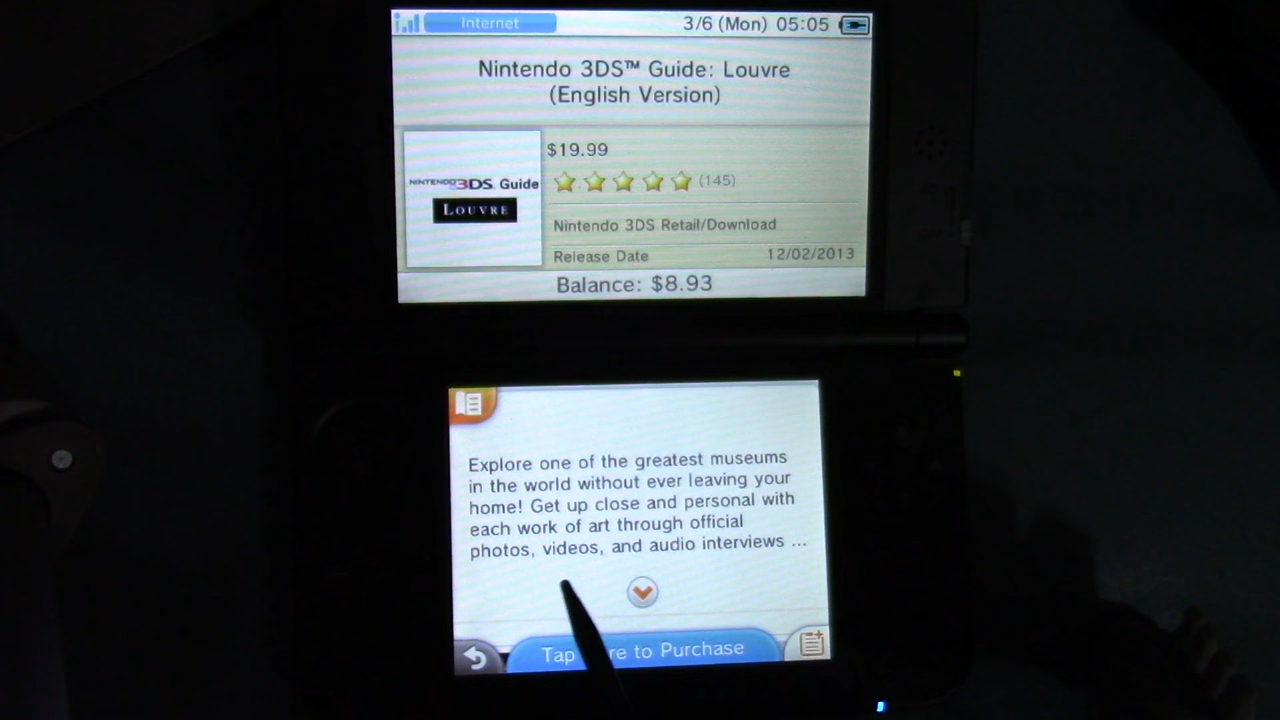 Internet 3/6 (Mon) 05:05
Nintendo 3DS™ Guide: Louvre
(English Version)
NINTENDO3DS Guide
LOUVRE
$19.99
(145)
Nintendo 3DS Retail/Download
Release Date 12/02/2013
Balance: $8.93
Explore one of the greatest museums
in the world without ever leaving your
home! Get up close and personal with
each work of art through official
photos, videos, and audio interviews ...
Tap re to Purchase